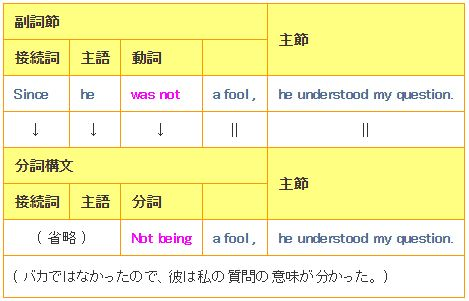 副詞節 主節
接続詞 主語 動詞
Since he was not a fool , he understood my question.
↓ ↓ ↓ || ||
分詞構文 主節
接続詞 主語 分詞
( 省略 ) Not being a fool , he understood my question.
( バカではなかったので、彼は私の質問の意味が分かった。)